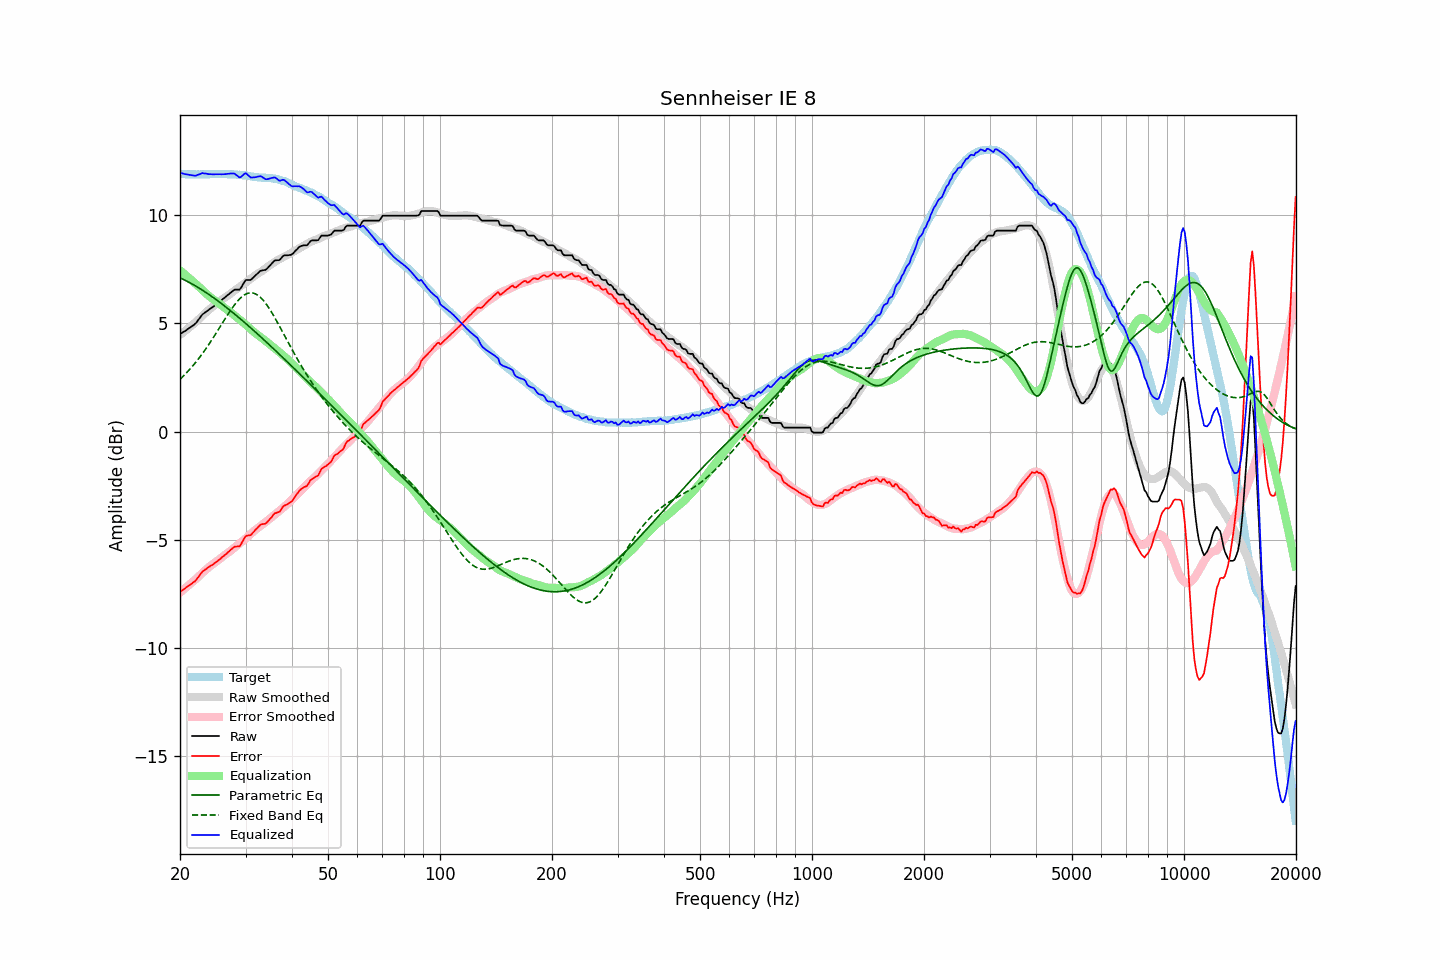 Sennheiser IE 8
Amplitude (dBr)
10
5
0
−5
−10
−15
Target
Raw Smoothed
Error Smoothed
Raw
Error
Equalization
Parametric Eq
Fixed Band Eq
Equalized
20 50 100 200 500 1000 2000 5000 10000 20000
Frequency (Hz)